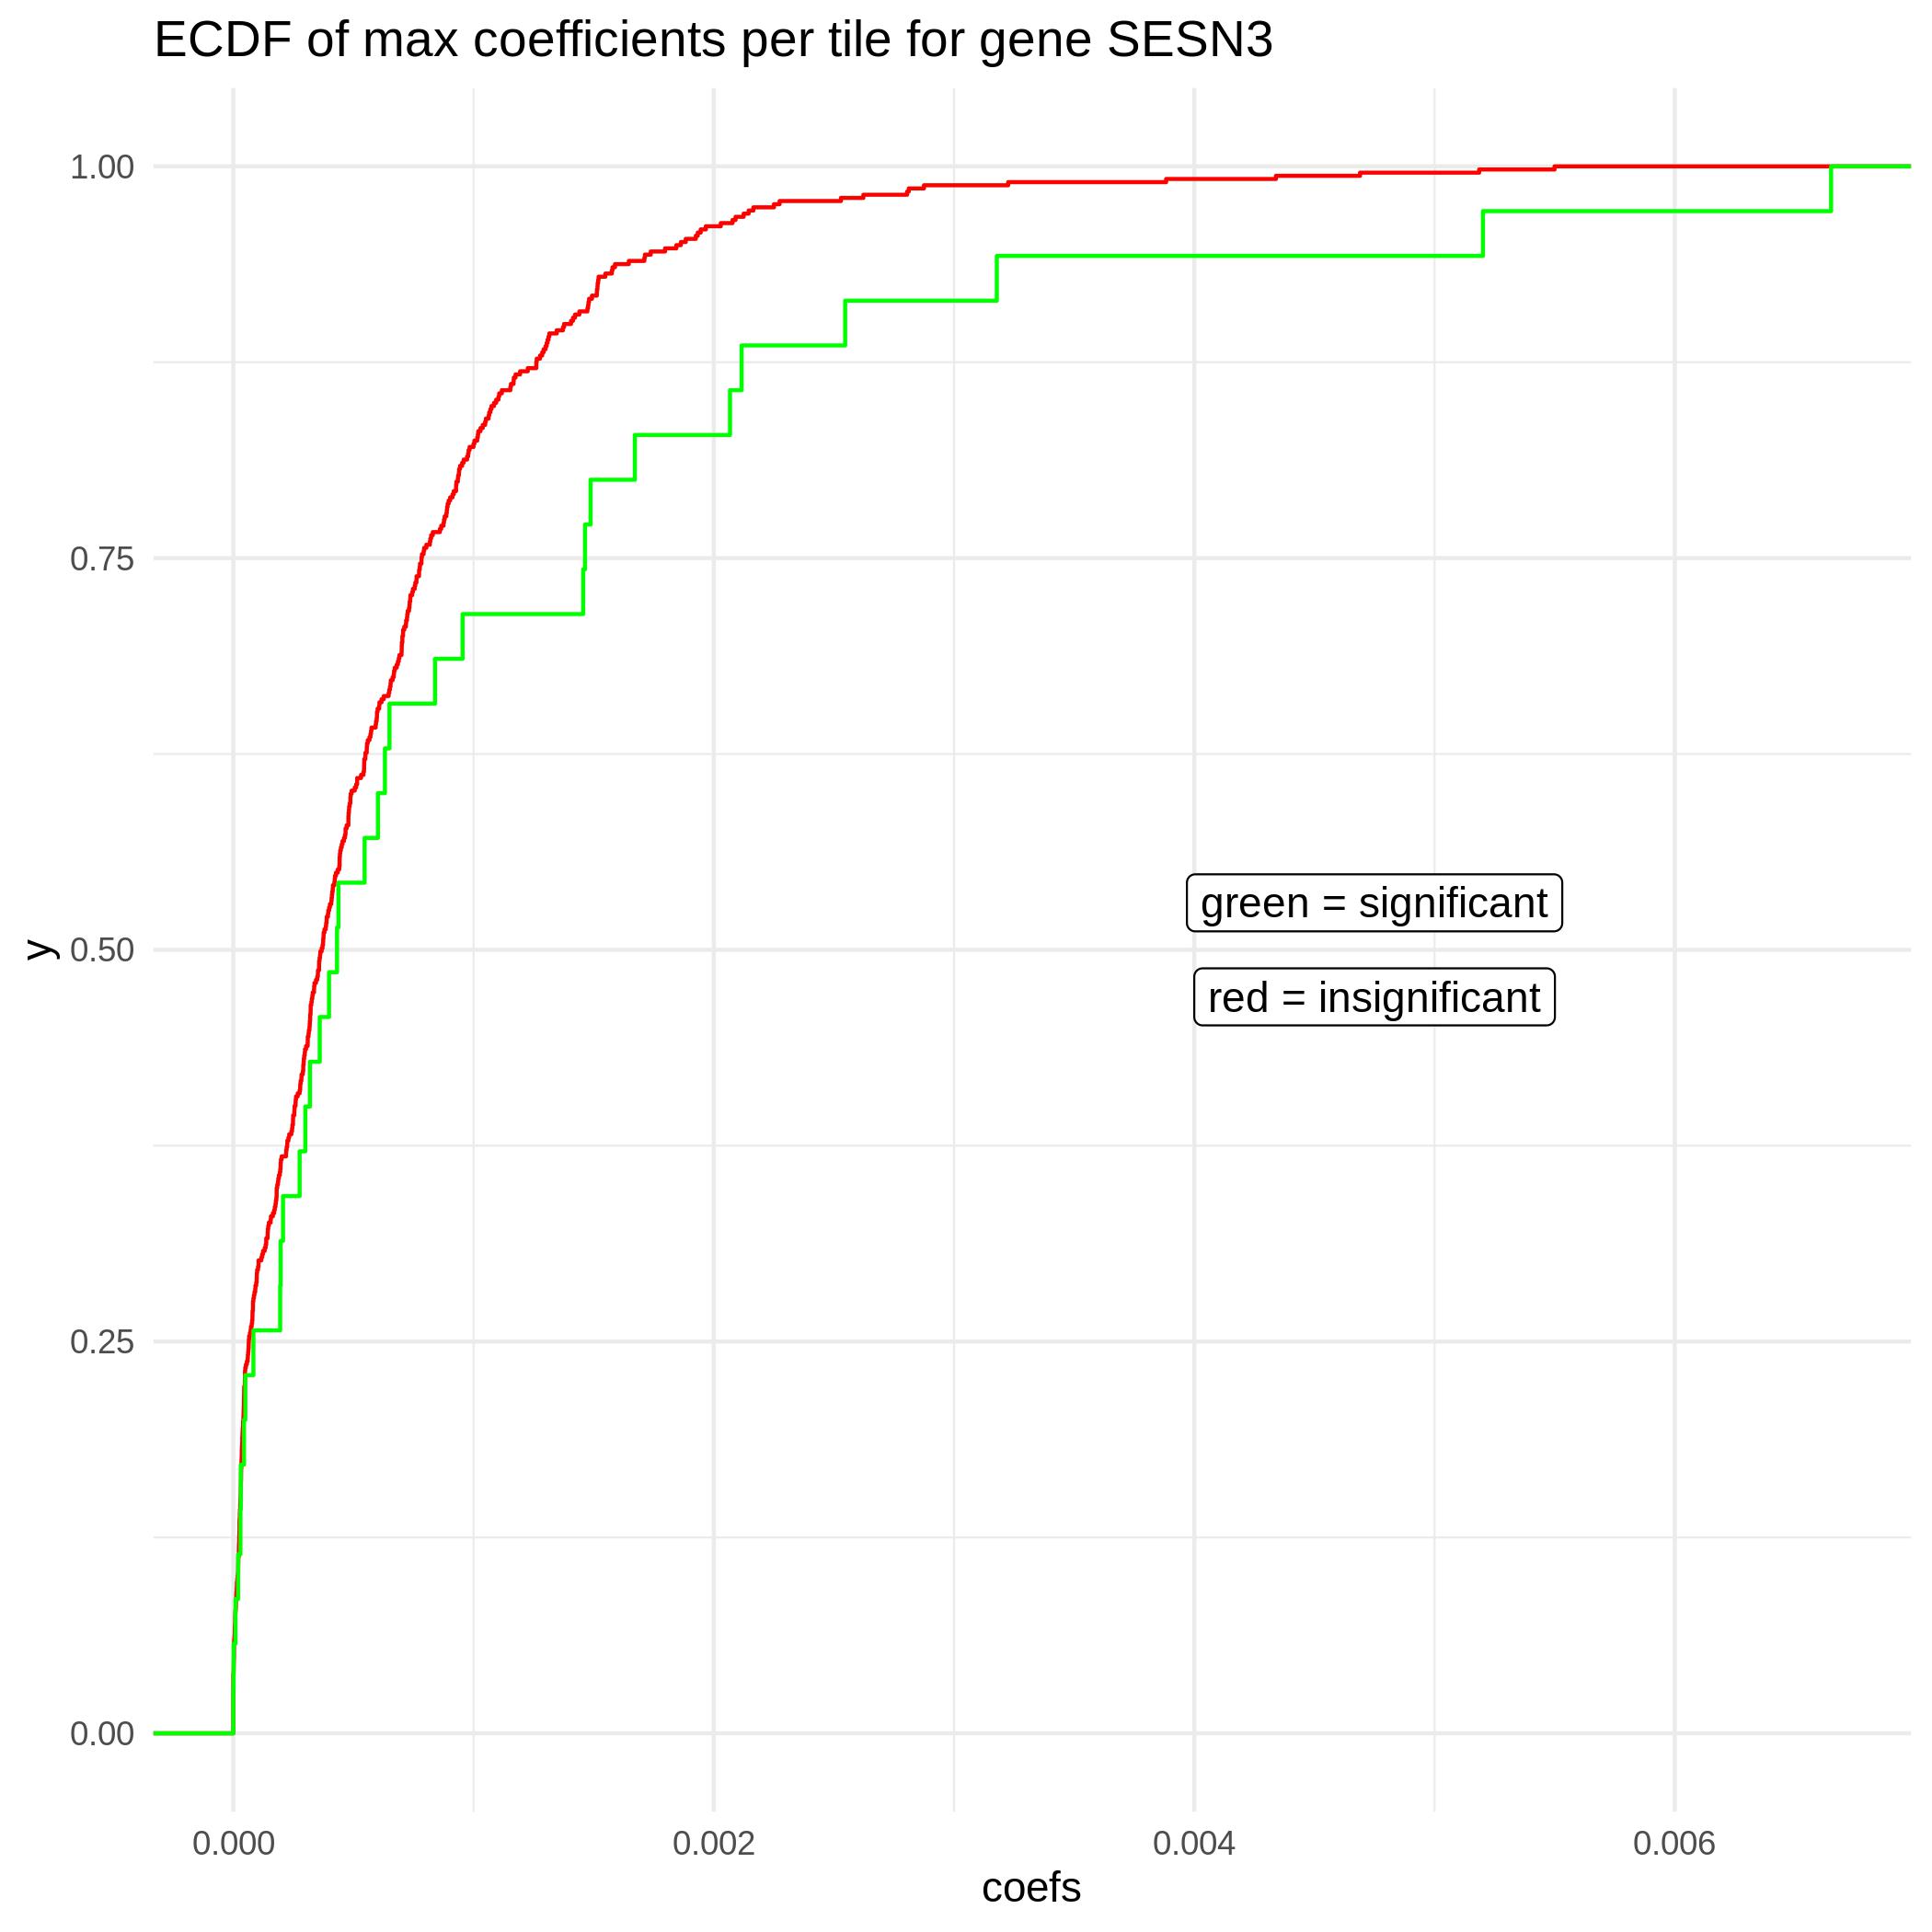 ECDF of max coefficients per tile for gene SESN3
1.00
0.75
green = significant
y
0.50
red = insignificant
0.25
0.00
0.000 0.002 0.004 0.006
coefs